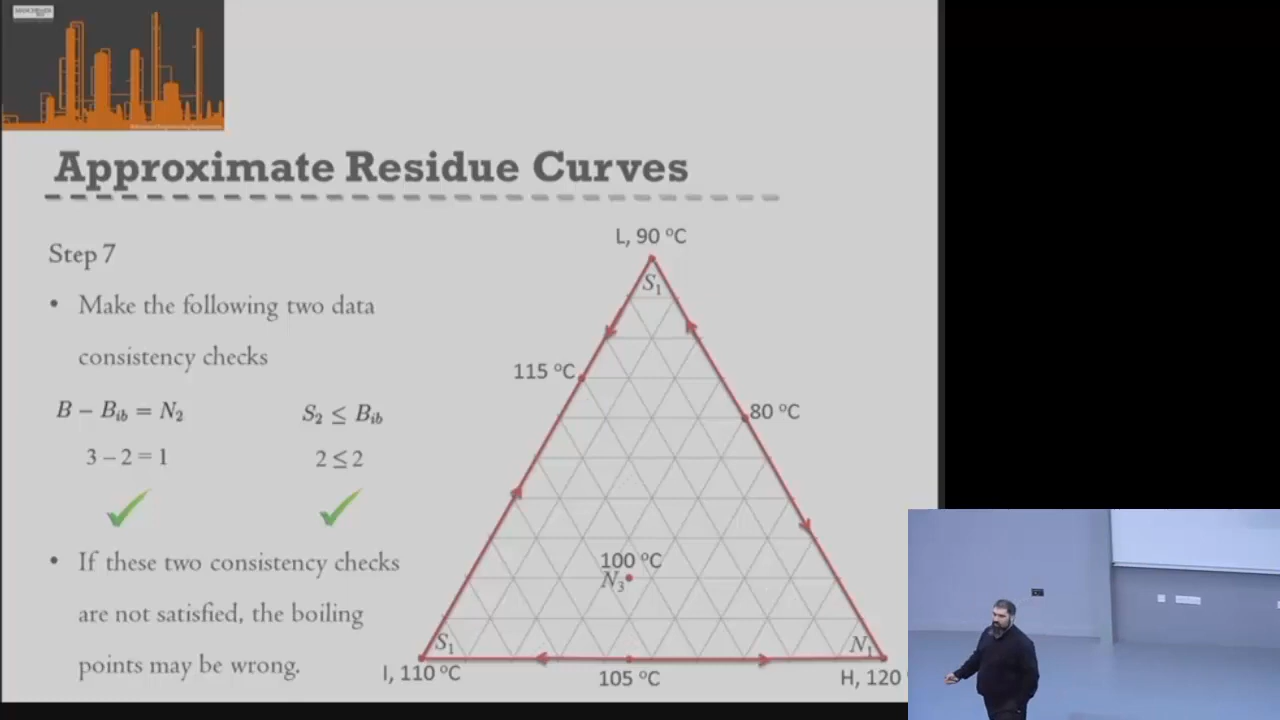 Approximate Residue Curves
Step 7
• Make the following two data
consistency checks
B − B_ib = N_2
S_2 ≤ B_ib
3 – 2 = 1
2 ≤ 2
• If these two consistency checks
are not satisfied, the boiling
points may be wrong.
L, 90 °C
S_1
115 °C
80 °C
100 °C
N_3
S_1
N_1
I, 110 °C
105 °C
H, 120